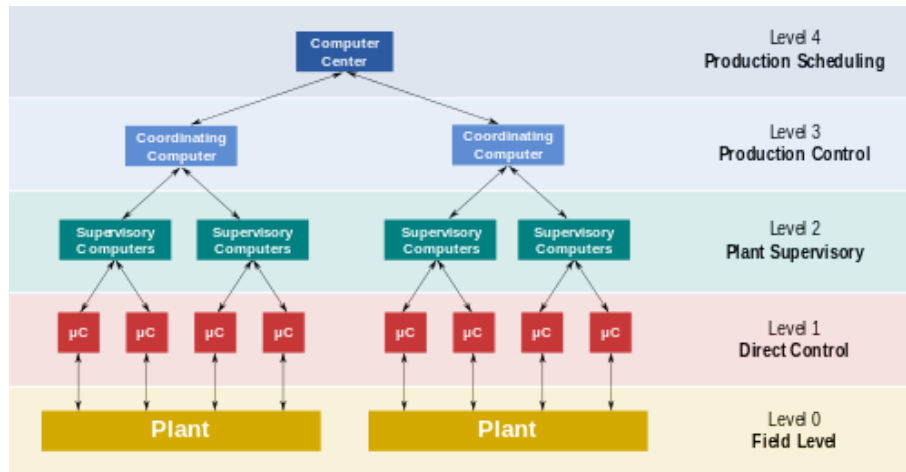 Computer
Center
Level 4
Production Scheduling
Coordinating
Computer
Coordinating
Computer
Level 3
Production Control
Supervisory
Computers
Supervisory
Computers
Supervisory
Computers
Supervisory
Computers
Level 2
Plant Supervisory
µC
µC
µC
µC
µC
µC
µC
µC
Level 1
Direct Control
Plant
Plant
Level 0
Field Level